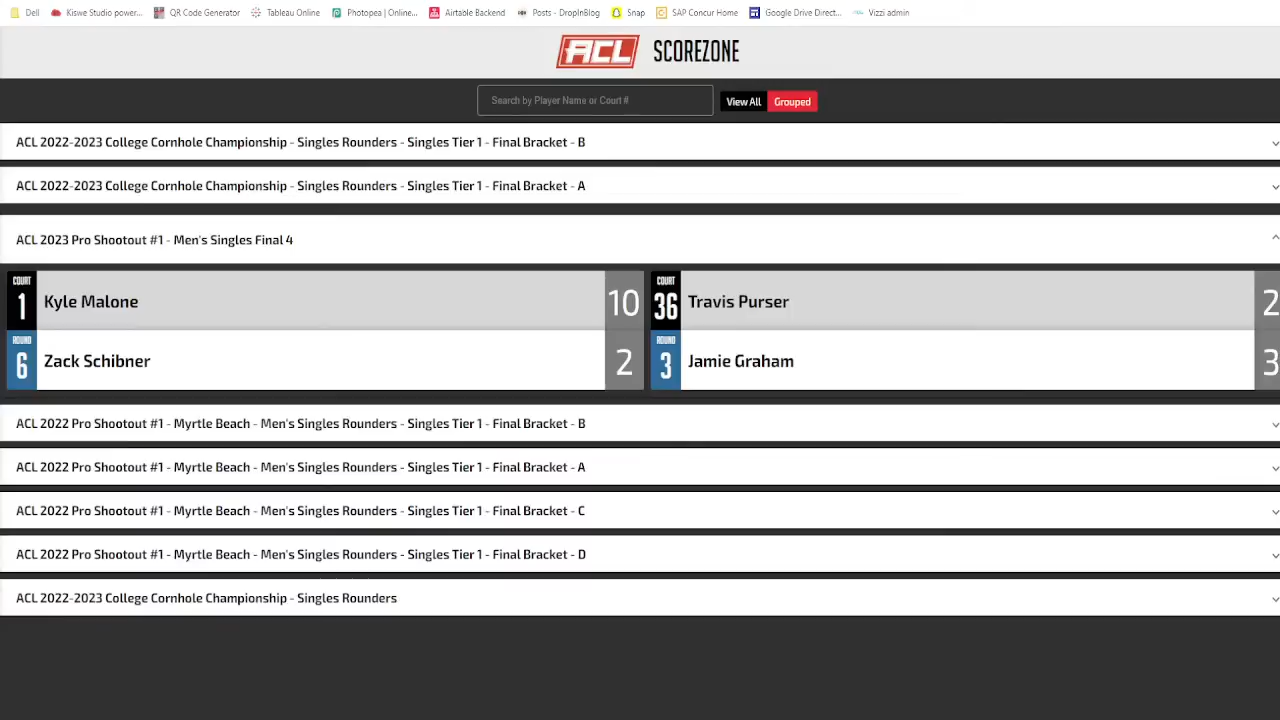 Dell Kiswe Studio power... QR Code Generator Tableau Online Photopea | Online... Airtable Backend Posts - DropInBlog Snap SAP Concur Home Google Drive Direct... Vizzi admin
ACL SCOREZONE
Search by Player Name or Court # View All Grouped
ACL 2022-2023 College Cornhole Championship - Singles Rounders - Singles Tier 1 - Final Bracket - B
ACL 2022-2023 College Cornhole Championship - Singles Rounders - Singles Tier 1 - Final Bracket - A
ACL 2023 Pro Shootout #1 - Men's Singles Final 4
COURT 1 Kyle Malone 10
ROUND 6 Zack Schibner 2
COURT 36 Travis Purser 2
ROUND 3 Jamie Graham 3
ACL 2022 Pro Shootout #1 - Myrtle Beach - Men's Singles Rounders - Singles Tier 1 - Final Bracket - B
ACL 2022 Pro Shootout #1 - Myrtle Beach - Men's Singles Rounders - Singles Tier 1 - Final Bracket - A
ACL 2022 Pro Shootout #1 - Myrtle Beach - Men's Singles Rounders - Singles Tier 1 - Final Bracket - C
ACL 2022 Pro Shootout #1 - Myrtle Beach - Men's Singles Rounders - Singles Tier 1 - Final Bracket - D
ACL 2022-2023 College Cornhole Championship - Singles Rounders